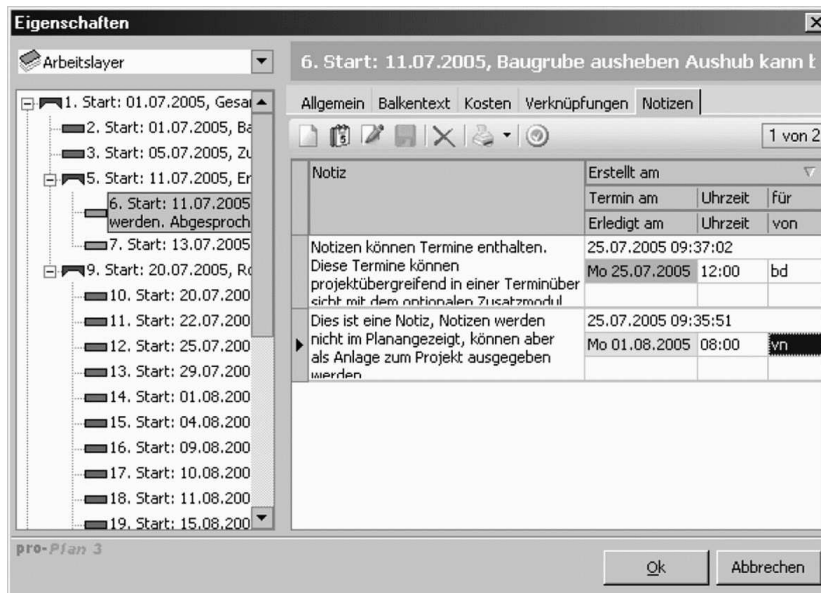 Eigenschaften
Arbeitslayer
6. Start: 11.07.2005, Baugrube ausheben Aushub kann
1. Start: 01.07.2005, Gesar
2. Start: 01.07.2005, Ba
3. Start: 05.07.2005, Zu
5. Start: 11.07.2005, Er
6. Start: 11.07.2005
werden. Abgesproch
7. Start: 13.07.2005
9. Start: 20.07.2005, Ro
10. Start: 20.07.200
11. Start: 22.07.200
12. Start: 25.07.200
13. Start: 29.07.200
14. Start: 01.08.200
15. Start: 04.08.200
16. Start: 09.08.200
17. Start: 10.08.200
18. Start: 11.08.200
19. Start: 15.08.200
Allgemein Balkentext Kosten Verknüpfungen Notizen
1 von 2
Notiz Erstellt am
Termin am Uhrzeit für
Erledigt am Uhrzeit von
Notizen können Termine enthalten.
Diese Termine können
projektübergreifend in einer Terminüber
sicht mit dem optionalen Zusatzmodul
25.07.2005 09:37:02
Mo 25.07.2005 12:00 bd
Dies ist eine Notiz, Notizen werden
nicht im Planangezeigt, können aber
als Anlage zum Projekt ausgegeben
werden
25.07.2005 09:35:51
Mo 01.08.2005 08:00 vn
pro-Plan 3
Ok Abbrechen